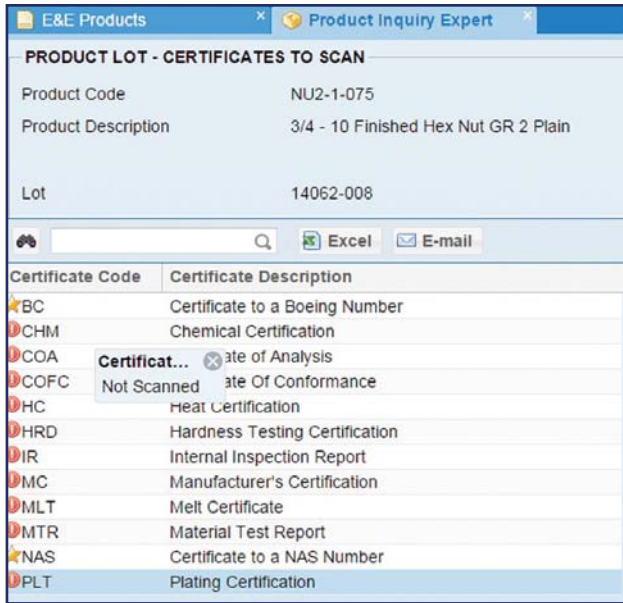 E&E Products
Product Inquiry Expert
PRODUCT LOT - CERTIFICATES TO SCAN
Product Code NU2-1-075
Product Description 3/4 - 10 Finished Hex Nut GR 2 Plain
Lot 14062-008
Excel E-mail
Certificate Code Certificate Description
BC Certificate to a Boeing Number
CHM Chemical Certification
COA ate of Analysis
Certificat...
COFC ate Of Conformance
Not Scanned
HC Heat Certification
HRD Hardness Testing Certification
IR Internal Inspection Report
MC Manufacturer's Certification
MLT Melt Certificate
MTR Material Test Report
NAS Certificate to a NAS Number
PLT Plating Certification